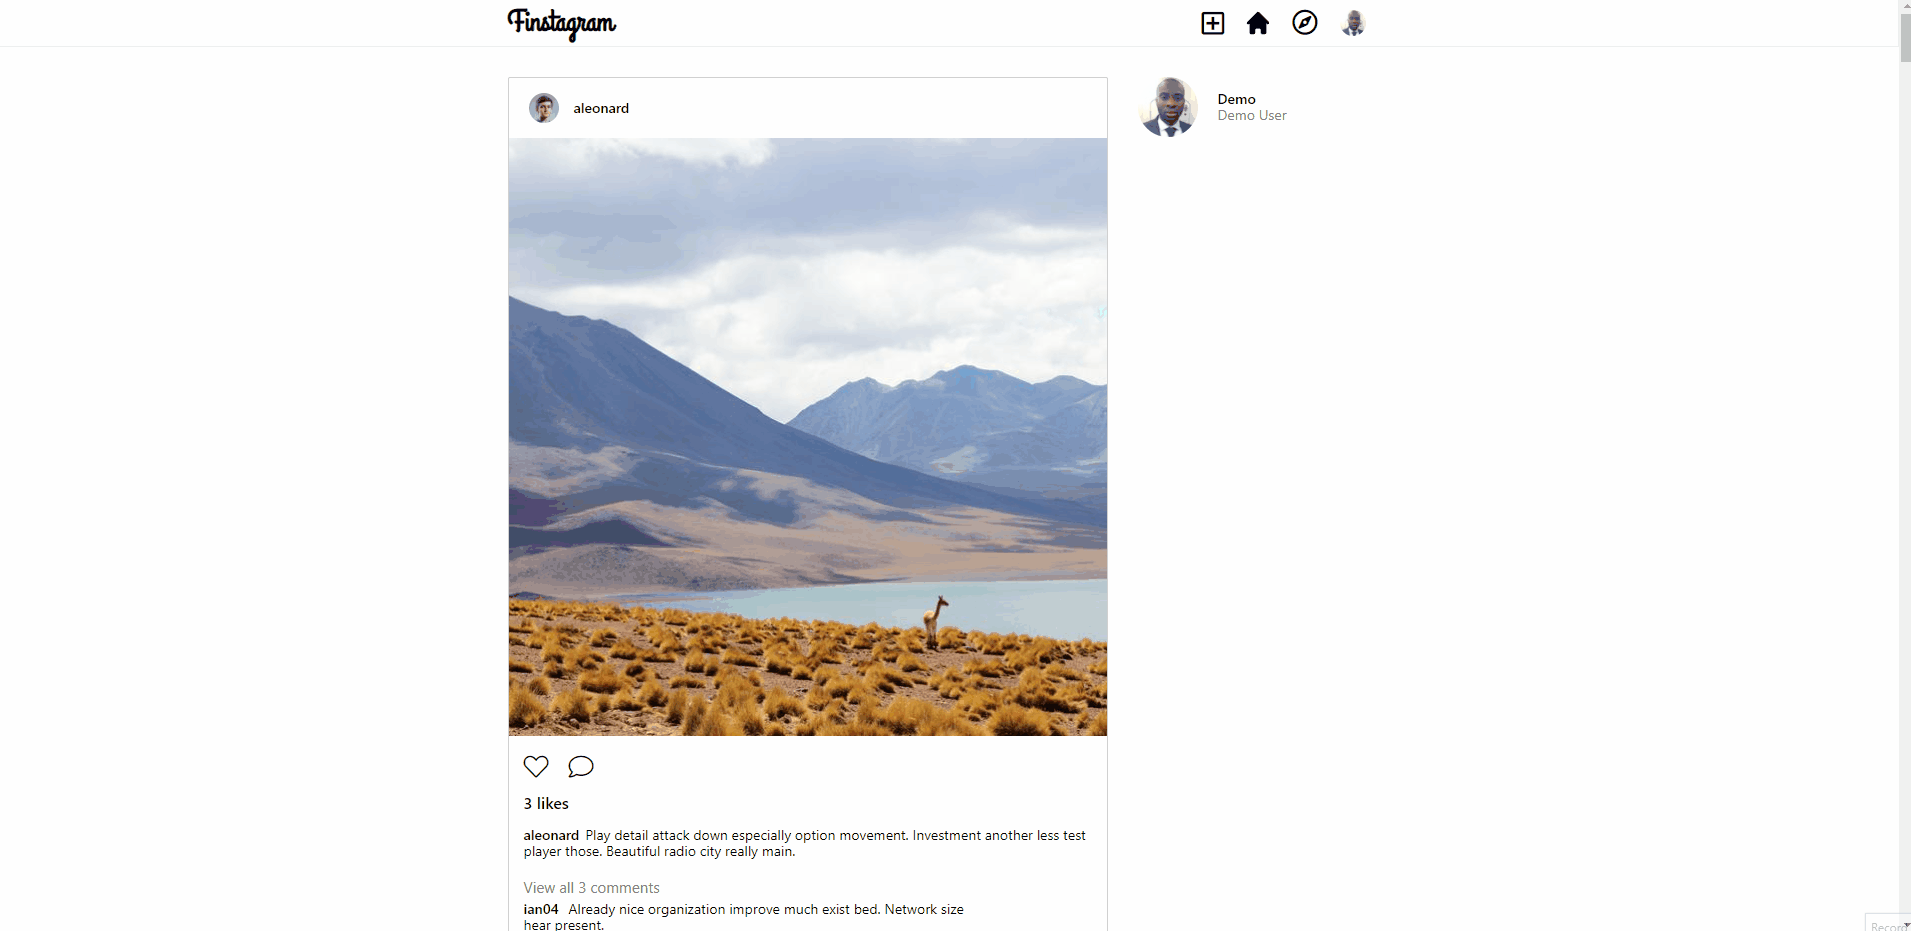 Finstagram
aleonard
Demo
Demo User
3 likes
aleonard Play detail attack down especially option movement. Investment another less test
player those. Beautiful radio city really main.
View all 3 comments
ian04 Already nice organization improve much exist bed. Network size
hear present.
Record